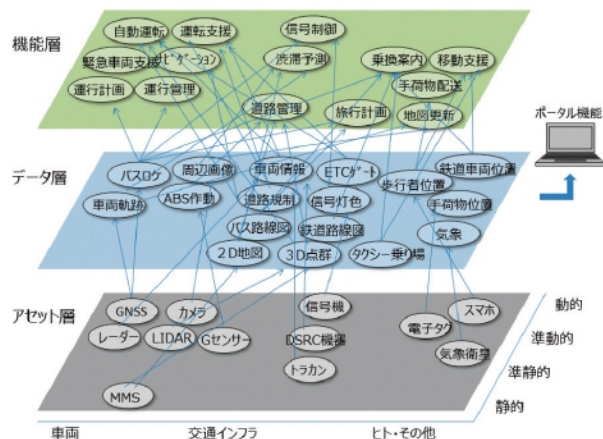 機能層
自動運転
運転支援
信号制御
緊急車両支援
ナビゲーション
渋滞予測
乗換案内
移動支援
手荷物配送
運行計画
運行管理
道路管理
旅行計画
地図更新
ポータル機能
データ層
バスロケ
周辺画像
車両情報
ETCゲート
鉄道車両位置
歩行者位置
車両軌跡
ABS作動
道路規制
信号灯色
手荷物位置
バス路線図
鉄道路線図
気象
2D地図
3D点群
タクシー乗り場
アセット層
GNSS
カメラ
信号機
スマホ
動的
レーダー
LIDAR
Gセンサー
DSRC機器
電子タグ
気象衛星
準動的
トラカン
準静的
MMS
静的
車両
交通インフラ
ヒト・その他